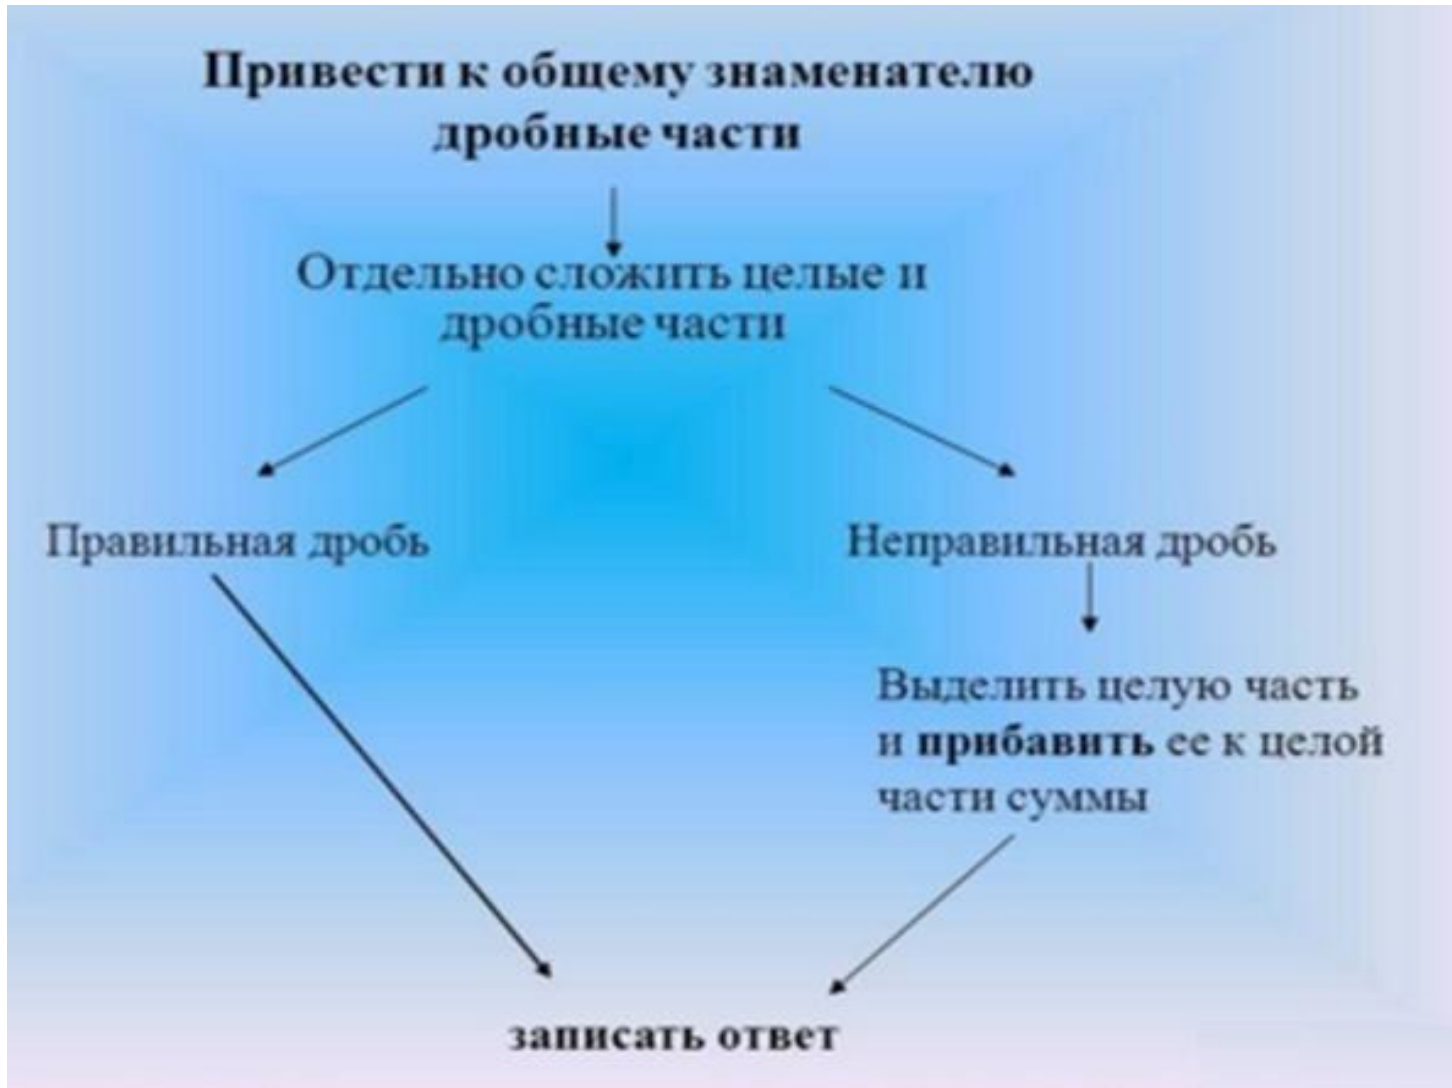 Привести к общему знаменателю
дробные части
Отдельно сложить целые и
дробные части
Правильная дробь
Неправильная дробь
Выделить целую часть
и прибавить ее к целой
части суммы
записать ответ